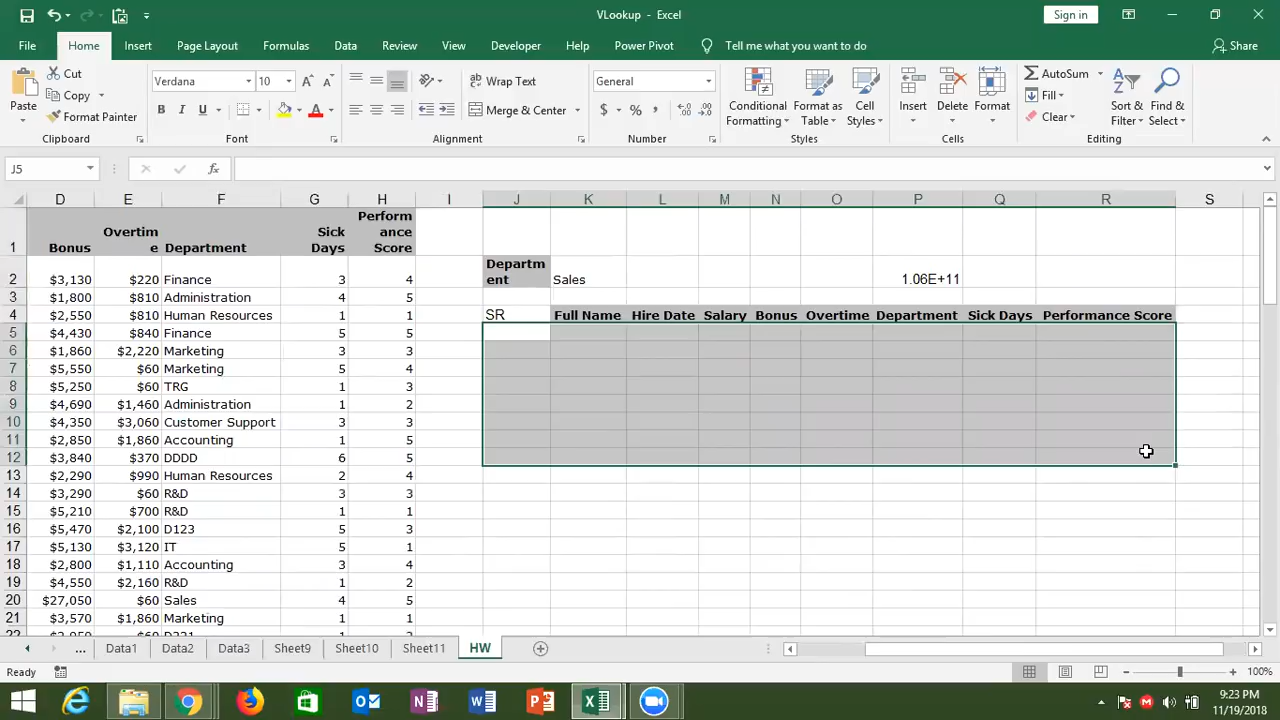 VLookup - Excel
Sign in
File Home Insert Page Layout Formulas Data Review View Developer Help Power Pivot Tell me what you want to do Share
Paste
Cut
Copy
Format Painter
Clipboard
Verdana 10
B I U
Font
Wrap Text
Merge & Center
Alignment
General
$ % ,
Number
Conditional Formatting
Format as Table
Cell Styles
Styles
Insert Delete Format
Cells
AutoSum
Fill
Clear
Sort & Filter
Find & Select
Editing
J5
fx
D E F G H I J K L M N O P Q R S
1 Bonus Overtime Department Sick Days Performance Score
2 $3,130 $220 Finance 3 4 Department Sales 1.06E+11
3 $1,800 $810 Administration 4 5
4 $2,550 $810 Human Resources 1 1 SR Full Name Hire Date Salary Bonus Overtime Department Sick Days Performance Score
5 $4,430 $840 Finance 5 5
6 $1,860 $2,220 Marketing 3 3
7 $5,550 $60 Marketing 5 4
8 $5,250 $60 TRG 1 3
9 $4,690 $1,460 Administration 1 2
10 $4,350 $3,060 Customer Support 3 3
11 $2,850 $1,860 Accounting 1 5
12 $3,840 $370 DDDD 6 5
13 $2,290 $990 Human Resources 2 4
14 $3,290 $60 R&D 3 3
15 $5,210 $700 R&D 1 1
16 $5,470 $2,100 D123 5 3
17 $5,130 $3,120 IT 5 1
18 $2,800 $1,110 Accounting 3 4
19 $4,550 $2,160 R&D 1 2
20 $27,050 $60 Sales 4 5
21 $3,570 $1,860 Marketing 1 1
... Data1 Data2 Data3 Sheet9 Sheet10 Sheet11 HW
Ready 100%
9:23 PM
11/19/2018